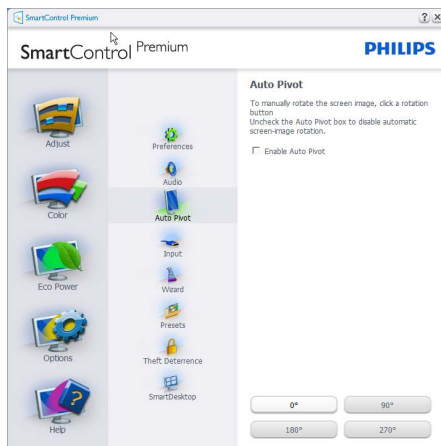 SmartControl Premium
SmartControl Premium
PHILIPS
Adjust
Color
Eco Power
Options
Help
Preferences
Audio
Auto Pivot
Input
Wizard
Presets
Theft Deterrence
SmartDesktop
Auto Pivot
To manually rotate the screen image, click a rotation
button
Uncheck the Auto Pivot box to disable automatic
screen-image rotation.
Enable Auto Pivot
0°
90°
180°
270°